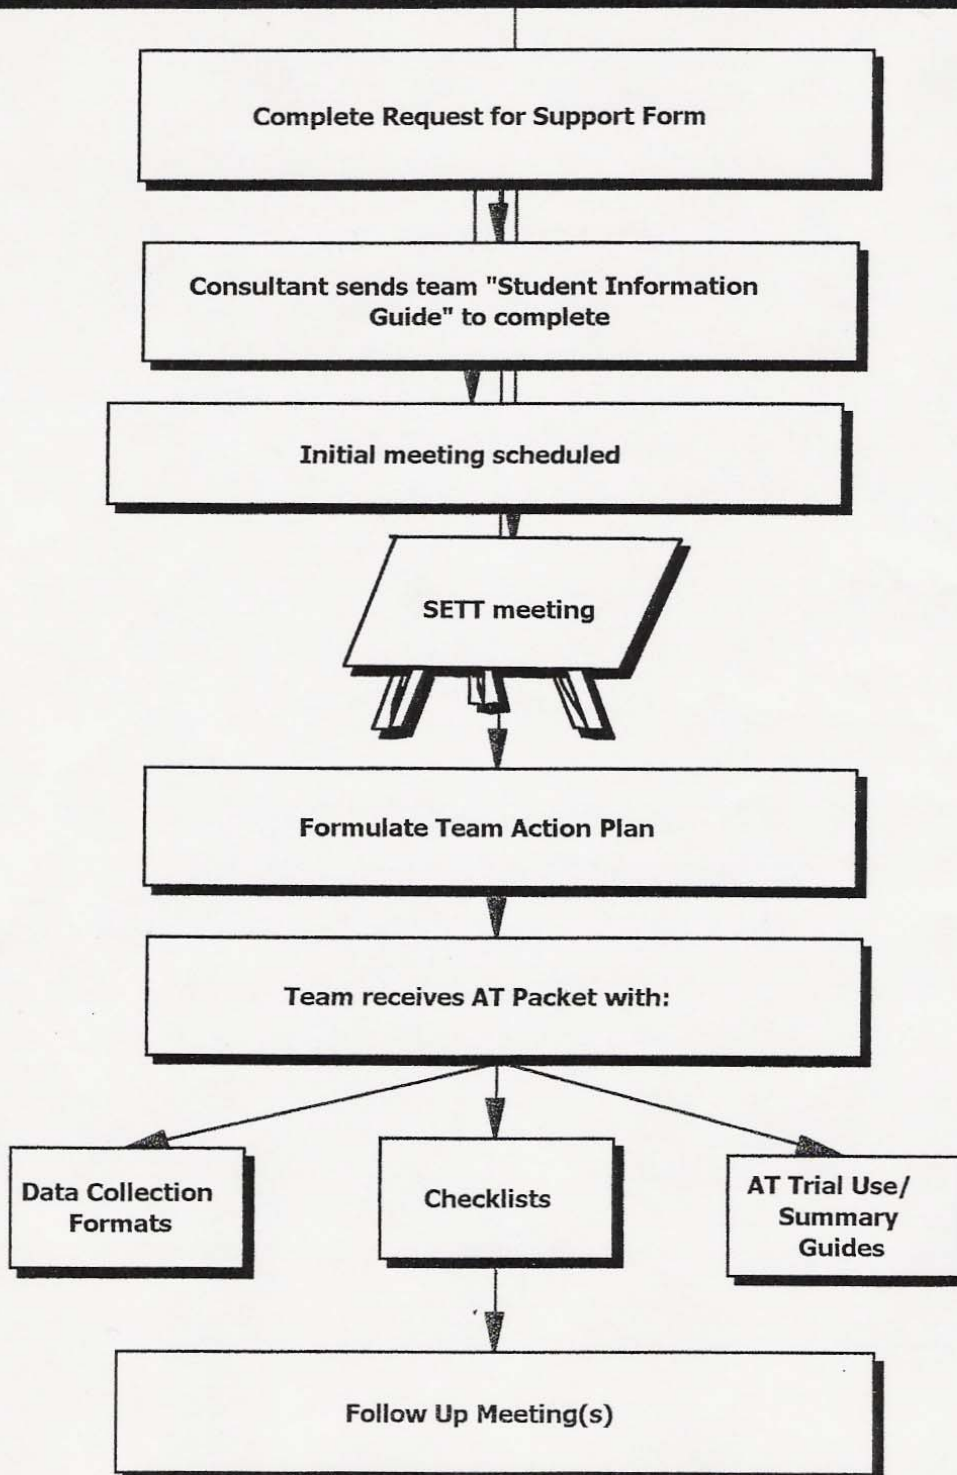 Complete Request for Support Form
Consultant sends team "Student Information
Guide" to complete
Initial meeting scheduled
SETT meeting
Formulate Team Action Plan
Team receives AT Packet with:
Data Collection
Formats
Checklists
AT Trial Use/
Summary
Guides
Follow Up Meeting(s)